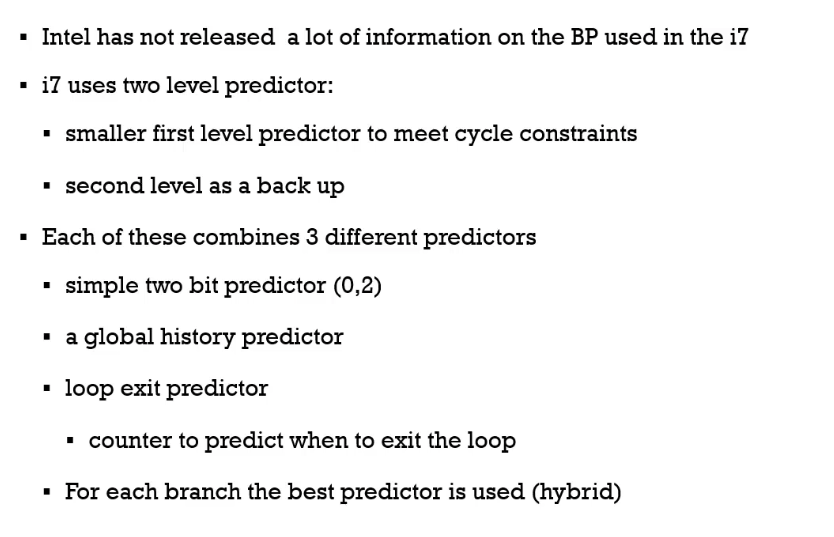 ▪ Intel has not released  a lot of information on the BP used in the i7
▪ i7 uses two level predictor:
▪ smaller first level predictor to meet cycle constraints
▪ second level as a back up
▪ Each of these combines 3 different predictors
▪ simple two bit predictor (0,2)
▪ a global history predictor
▪ loop exit predictor
▪ counter to predict when to exit the loop
▪ For each branch the best predictor is used (hybrid)